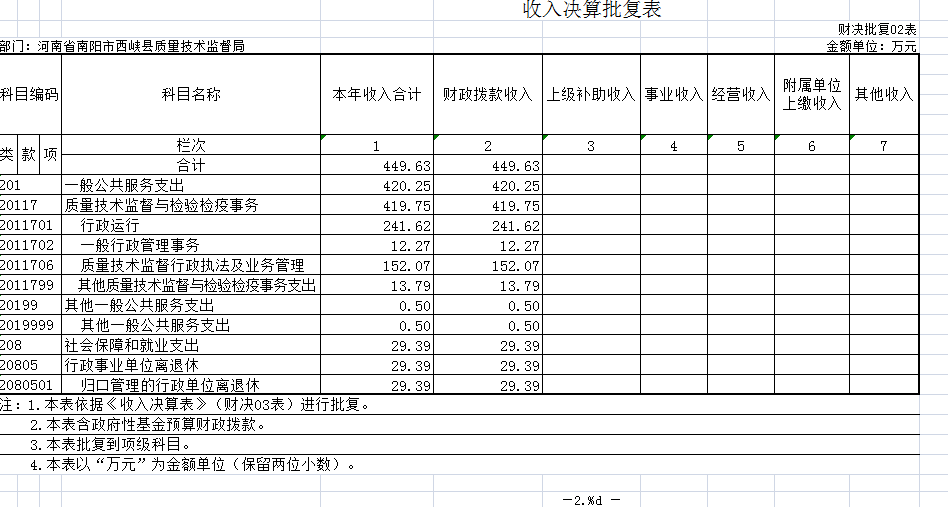 收入决算批复表
财决批复02表
部门：河南省南阳市西峡县质量技术监督局 金额单位：万元
科目编码 科目名称 本年收入合计 财政拨款收入 上级补助收入 事业收入 经营收入 附属单位上缴收入 其他收入
类 款 项 栏次 1 2 3 4 5 6 7
合计 449.63 449.63
201 一般公共服务支出 420.25 420.25
20117 质量技术监督与检验检疫事务 419.75 419.75
2011701 行政运行 241.62 241.62
2011702 一般行政管理事务 12.27 12.27
2011706 质量技术监督行政执法及业务管理 152.07 152.07
2011799 其他质量技术监督与检验检疫事务支出 13.79 13.79
20199 其他一般公共服务支出 0.50 0.50
2019999 其他一般公共服务支出 0.50 0.50
208 社会保障和就业支出 29.39 29.39
20805 行政事业单位离退休 29.39 29.39
2080501 归口管理的行政单位离退休 29.39 29.39
注：1.本表依据《收入决算表》（财决03表）进行批复。
2.本表含政府性基金预算财政拨款。
3.本表批复到项级科目。
4.本表以“万元”为金额单位（保留两位小数）。
—2.%d —